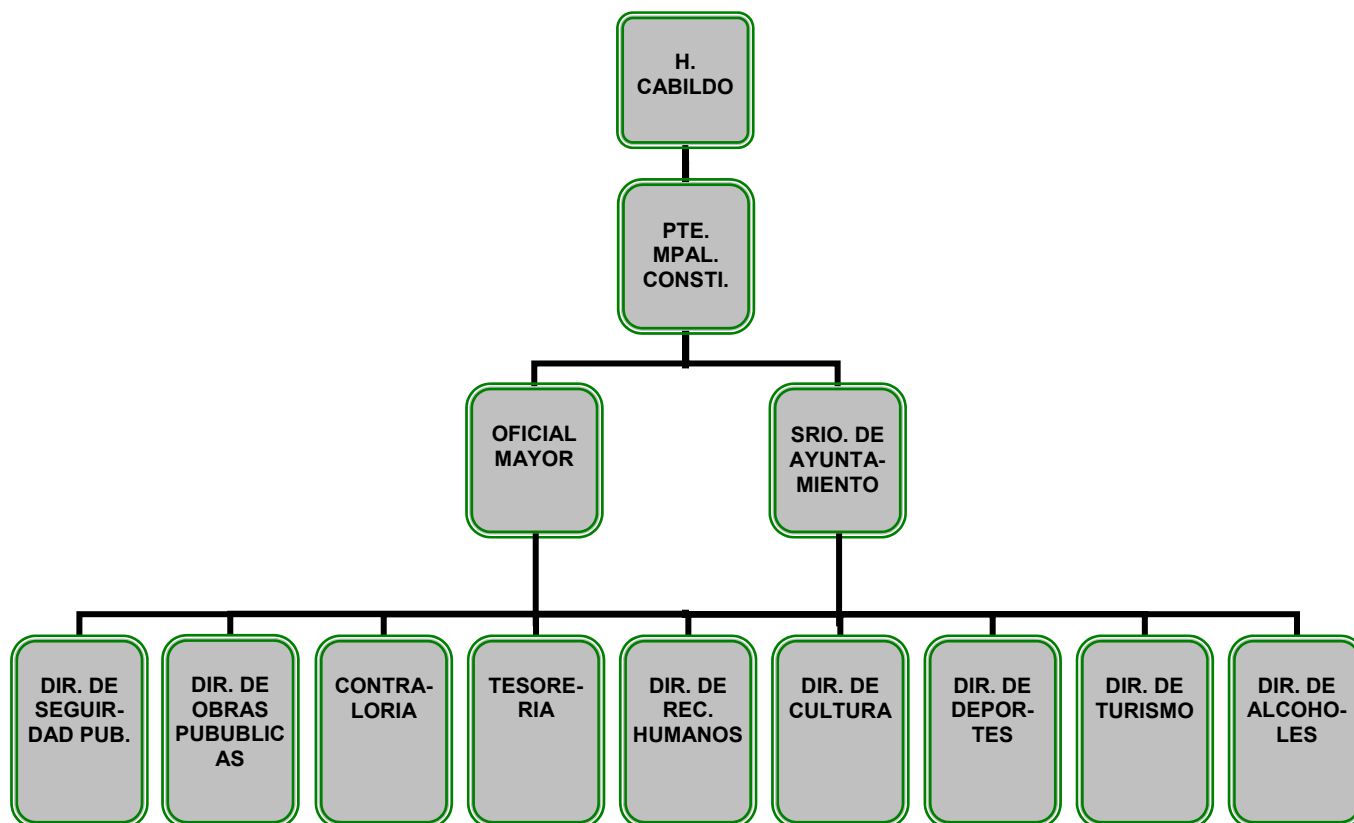 H.
CABILDO
PTE.
MPAL.
CONSTI.
OFICIAL
MAYOR
SRIO. DE
AYUNTA-
MIENTO
DIR. DE
SEGUIR-
DAD PUB.
DIR. DE
OBRAS
PUBUBLIC
AS
CONTRA-
LORIA
TESORE-
RIA
DIR. DE
REC.
HUMANOS
DIR. DE
CULTURA
DIR. DE
DEPOR-
TES
DIR. DE
TURISMO
DIR. DE
ALCOHO-
LES